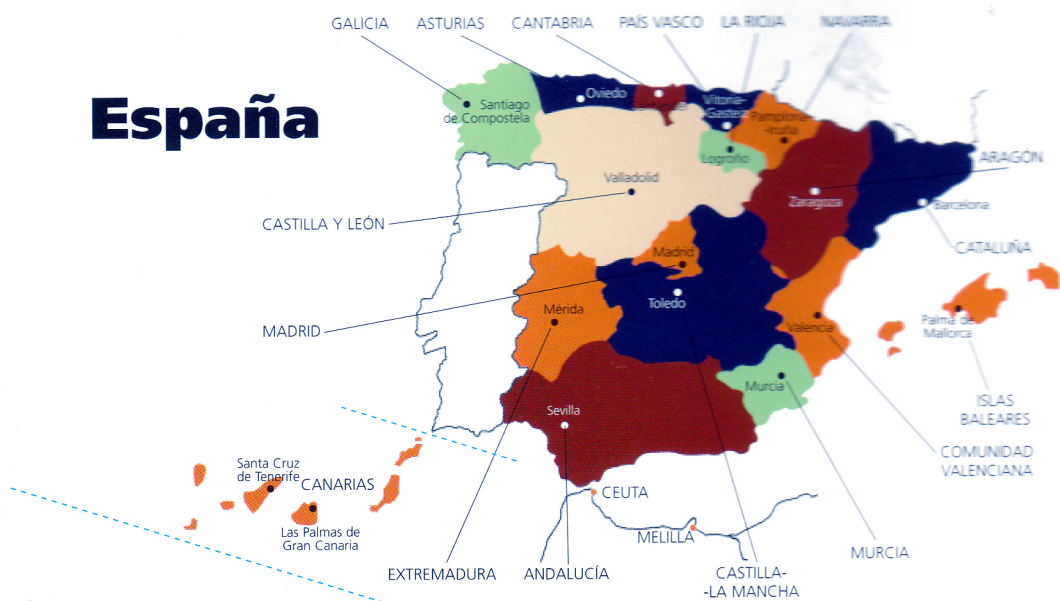 GALICIA
ASTURIAS
CANTABRIA
PAÍS VASCO
LA RIOJA
NAVARRA
España
Santiago
de Compostela
Oviedo
Vitoria-
-Gasteiz
Pamplona-
-Iruña
Logroño
ARAGÓN
Valladolid
Zaragoza
Barcelona
CASTILLA Y LEÓN
CATALUÑA
Madrid
Toledo
MADRID
Mérida
Valencia
Palma de
Mallorca
Murcia
Sevilla
ISLAS
BALEARES
COMUNIDAD
VALENCIANA
Santa Cruz
de Tenerife
CANARIAS
Las Palmas de
Gran Canaria
CEUTA
MELILLA
MURCIA
EXTREMADURA
ANDALUCÍA
CASTILLA-
-LA MANCHA